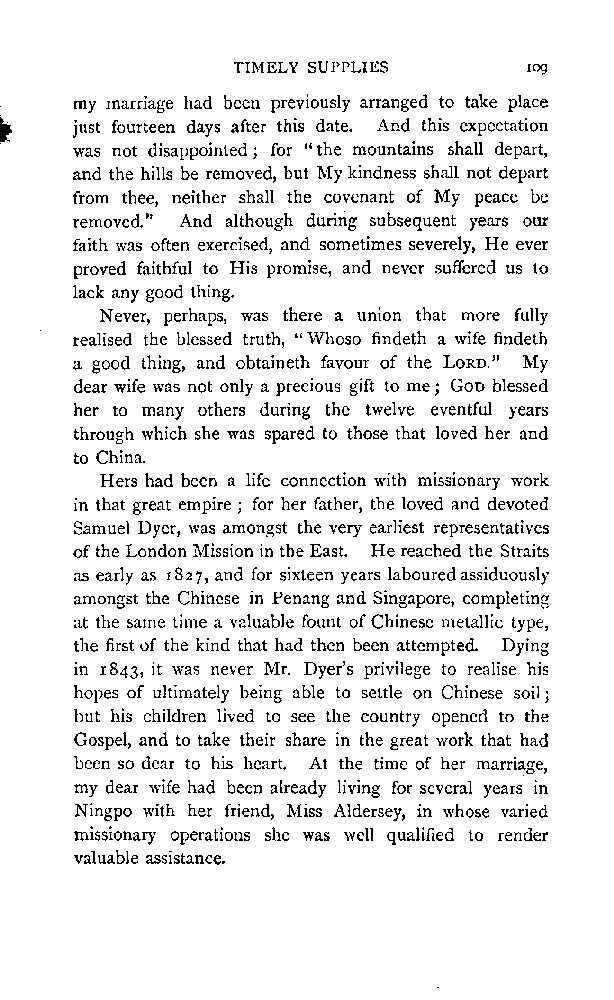 TIMELY SUPPLIES 109
my marriage had been previously arranged to take place
just fourteen days after this date. And this expectation
was not disappointed; for "the mountains shall depart,
and the hills be removed, but My kindness shall not depart
from thee, neither shall the covenant of My peace be
removed." And although during subsequent years our
faith was often exercised, and sometimes severely, He ever
proved faithful to His promise, and never suffered us to
lack any good thing.
Never, perhaps, was there a union that more fully
realised the blessed truth, "Whoso findeth a wife findeth
a good thing, and obtaineth favour of the LORD." My
dear wife was not only a precious gift to me; GOD blessed
her to many others during the twelve eventful years
through which she was spared to those that loved her and
to China.
Hers had been a life connection with missionary work
in that great empire; for her father, the loved and devoted
Samuel Dyer, was amongst the very earliest representatives
of the London Mission in the East. He reached the Straits
as early as 1827, and for sixteen years laboured assiduously
amongst the Chinese in Penang and Singapore, completing
at the same time a valuable fount of Chinese metallic type,
the first of the kind that had then been attempted. Dying
in 1843, it was never Mr. Dyer's privilege to realise his
hopes of ultimately being able to settle on Chinese soil;
but his children lived to see the country opened to the
Gospel, and to take their share in the great work that had
been so dear to his heart. At the time of her marriage,
my dear wife had been already living for several years in
Ningpo with her friend, Miss Aldersey, in whose varied
missionary operations she was well qualified to render
valuable assistance.